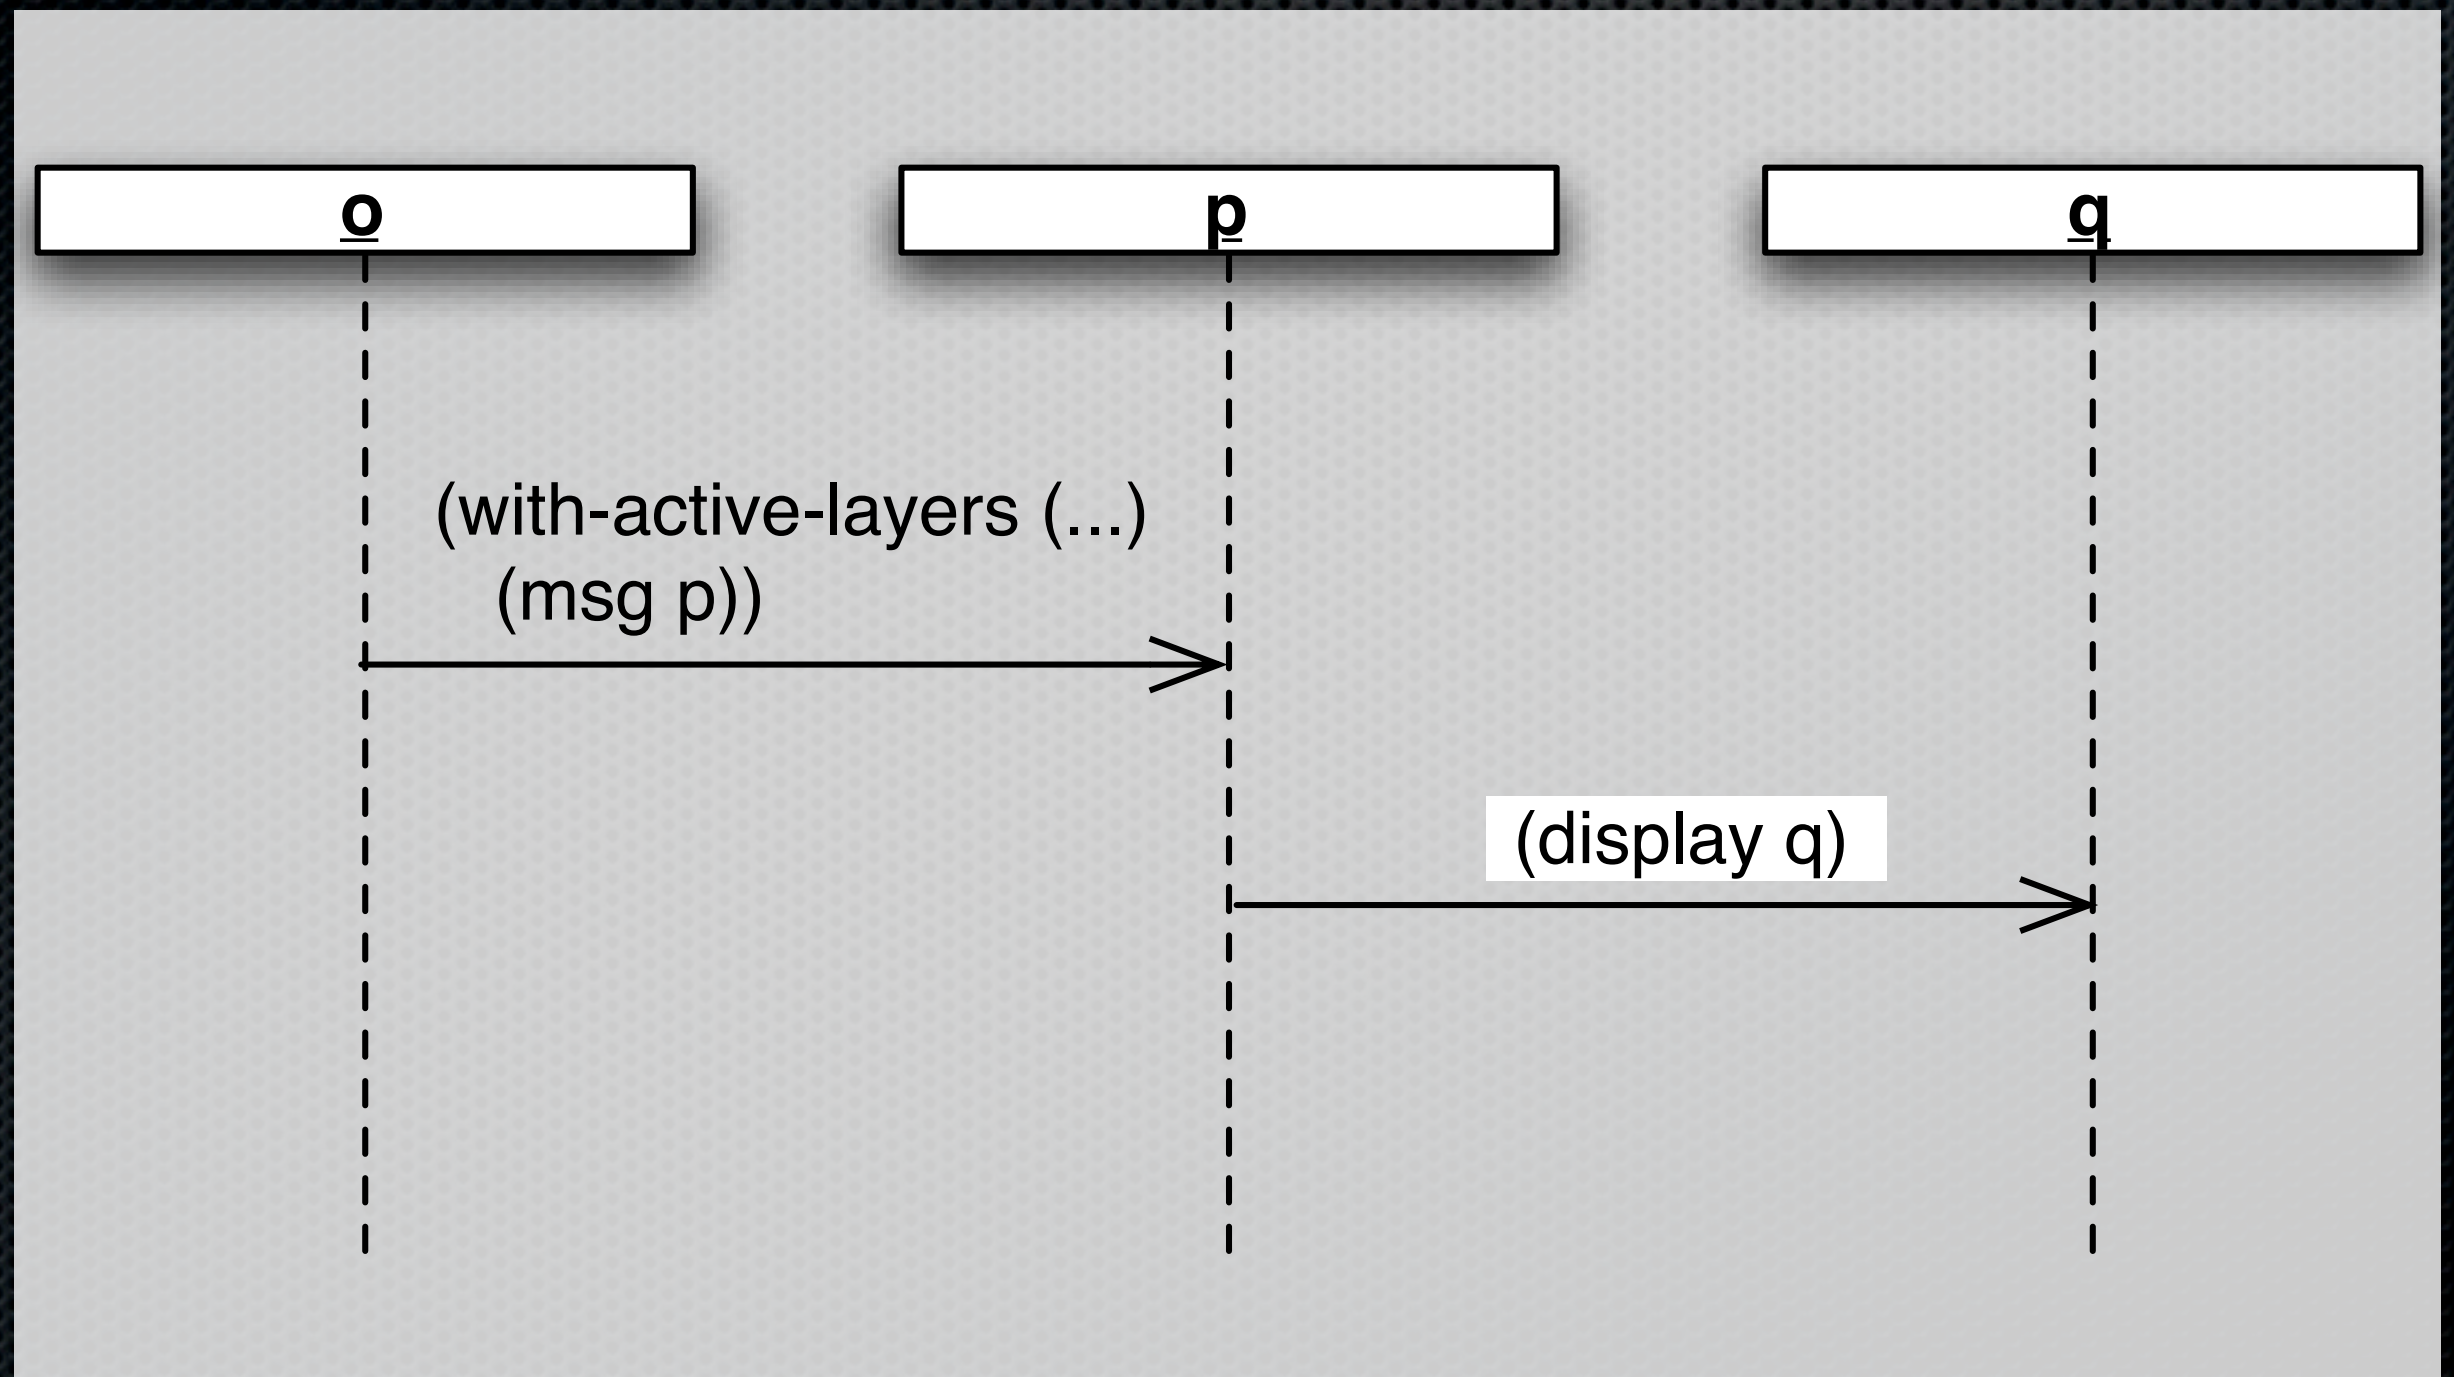 o
p
q
(with-active-layers (...)
(msg p))
(display q)